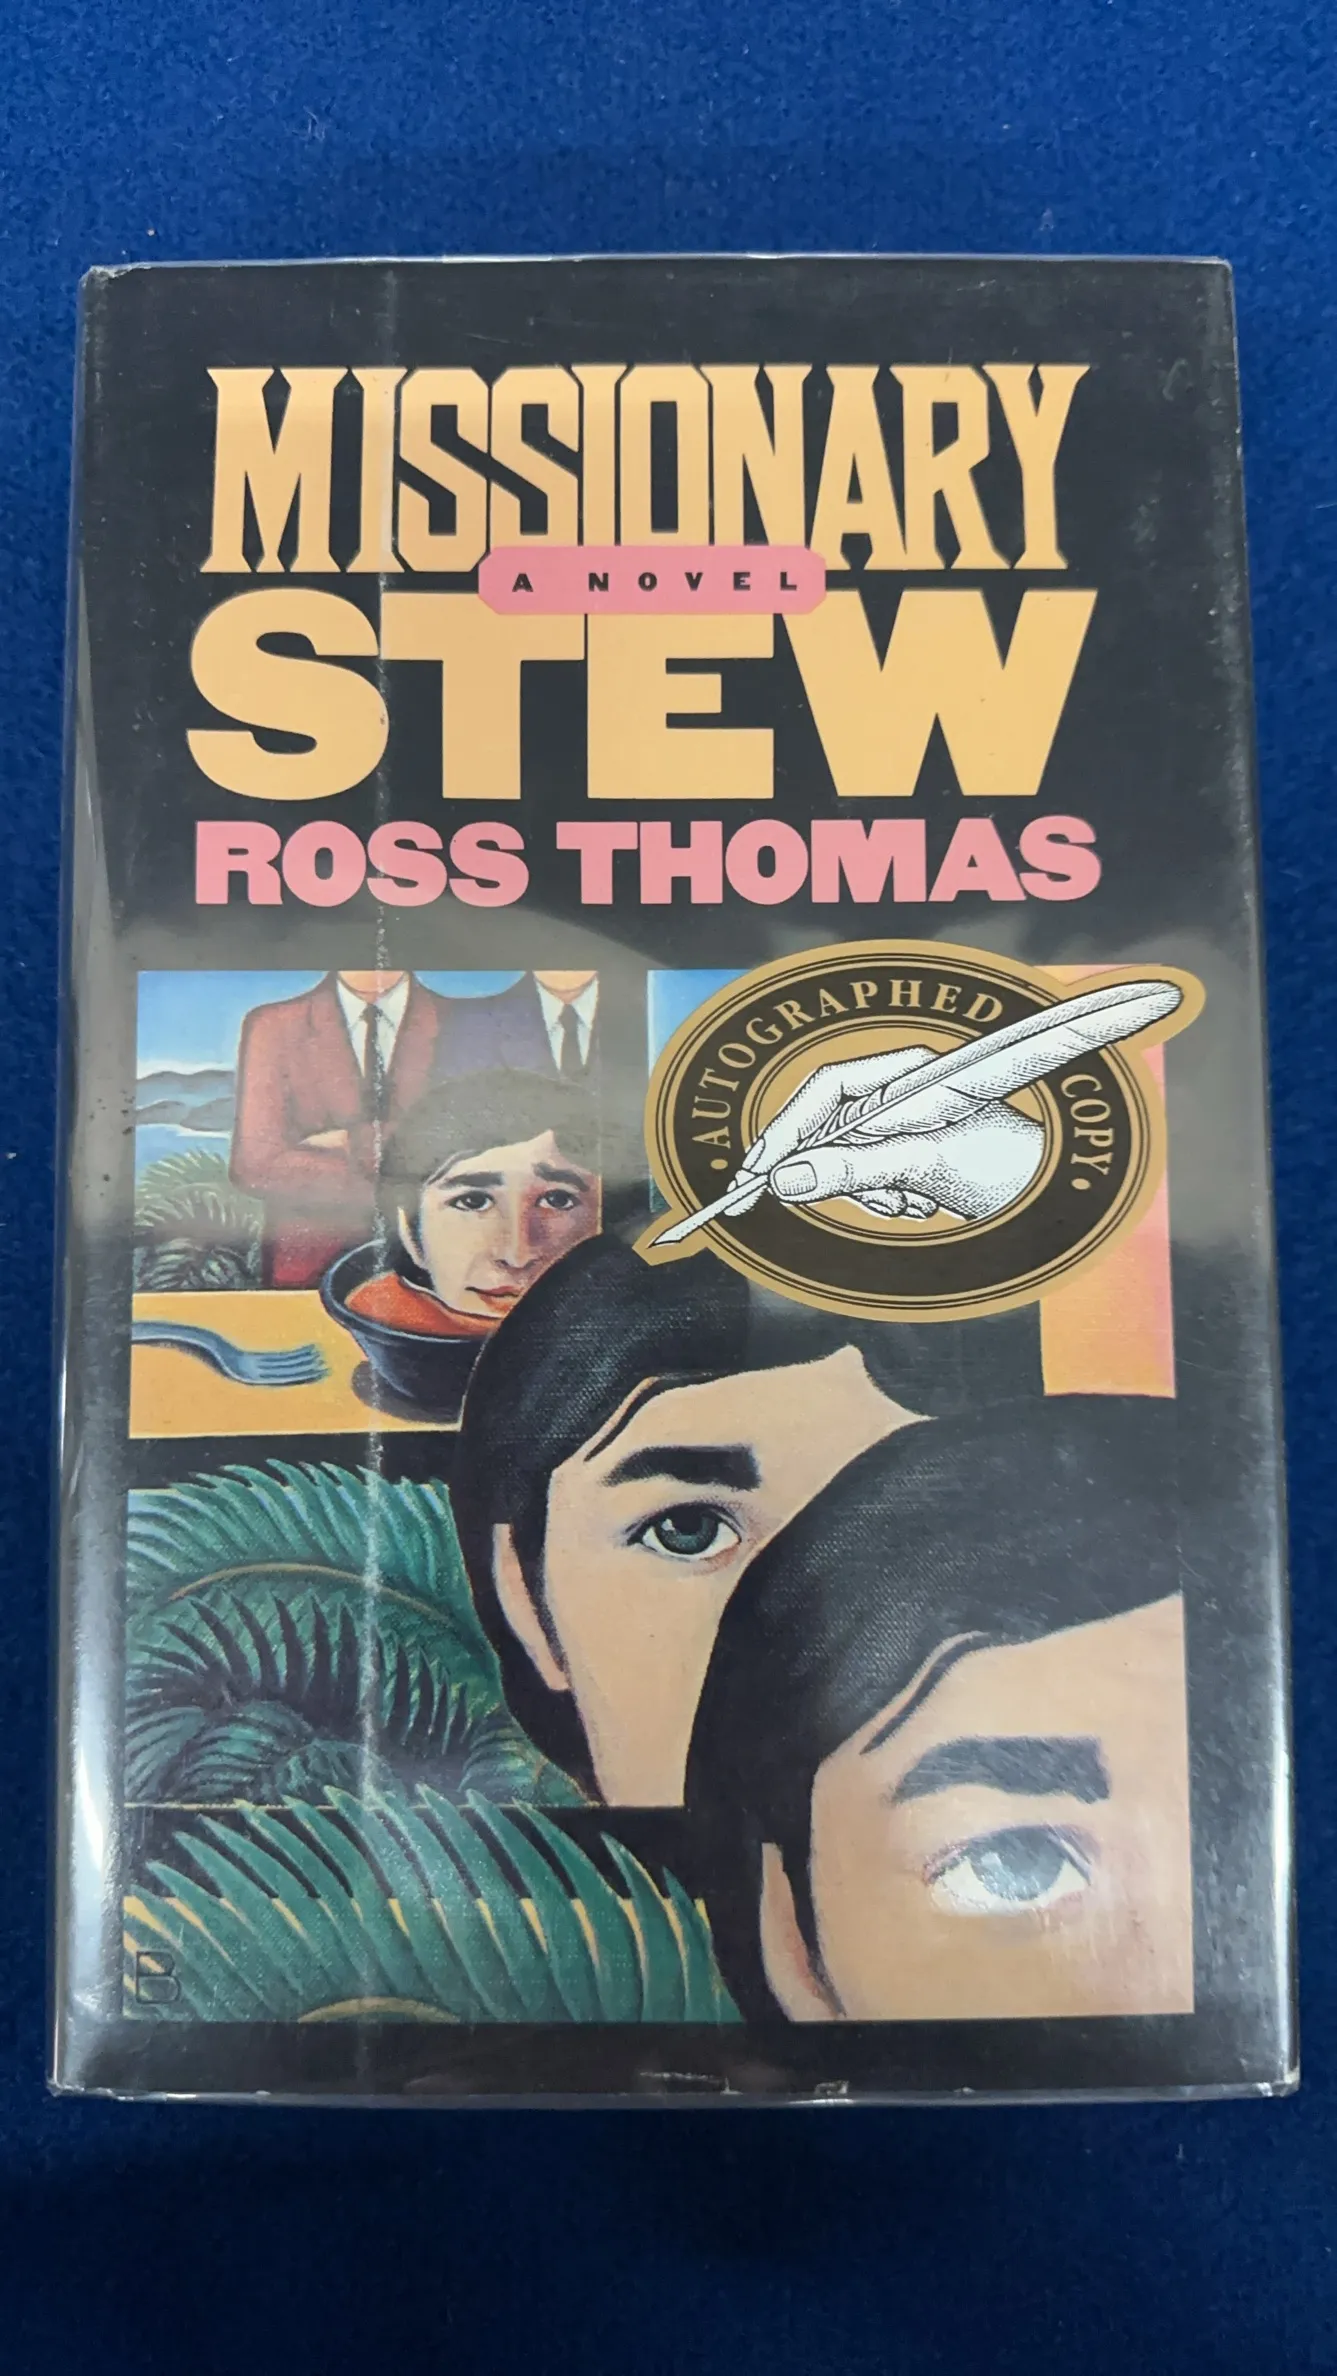 MISSIONARY
A NOVEL
STEW
ROSS THOMAS
• AUTOGRAPHED COPY •
B